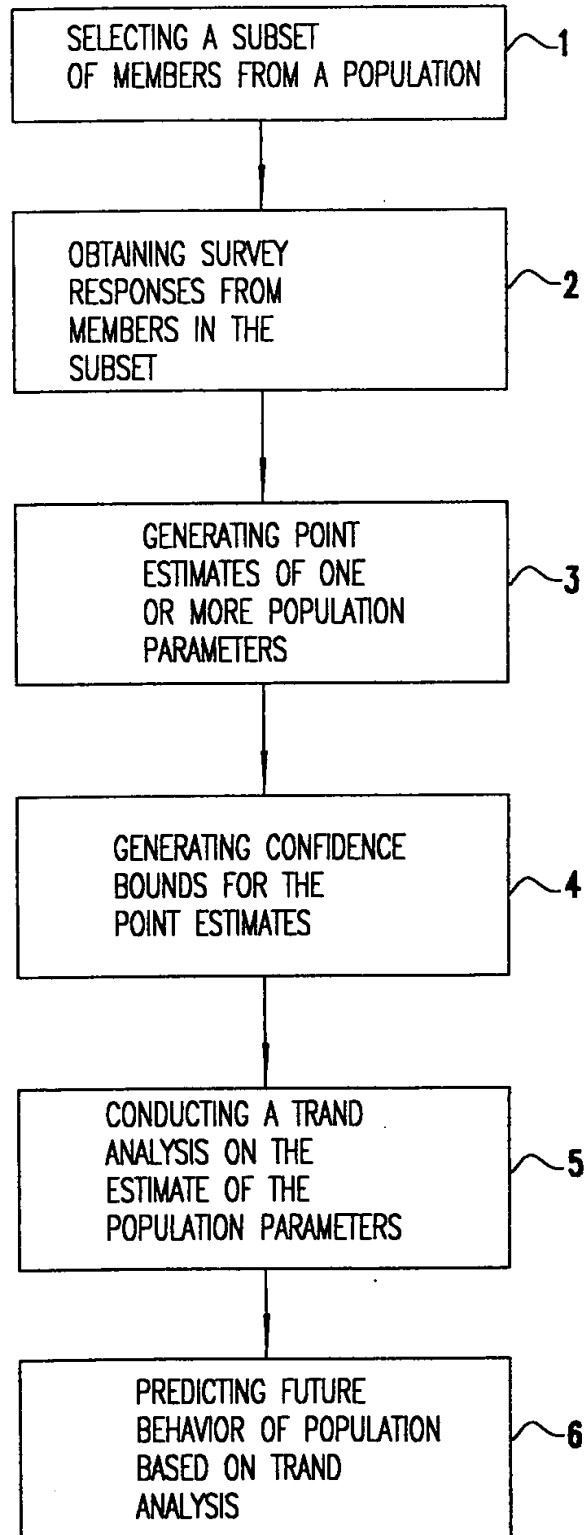 SELECTING A SUBSET
OF MEMBERS FROM A POPULATION
1
OBTAINING SURVEY
RESPONSES FROM
MEMBERS IN THE
SUBSET
2
GENERATING POINT
ESTIMATES OF ONE
OR MORE POPULATION
PARAMETERS
3
GENERATING CONFIDENCE
BOUNDS FOR THE
POINT ESTIMATES
4
CONDUCTING A TRAND
ANALYSIS ON THE
ESTIMATE OF THE
POPULATION PARAMETERS
5
PREDICTING FUTURE
BEHAVIOR OF POPULATION
BASED ON TRAND
ANALYSIS
6